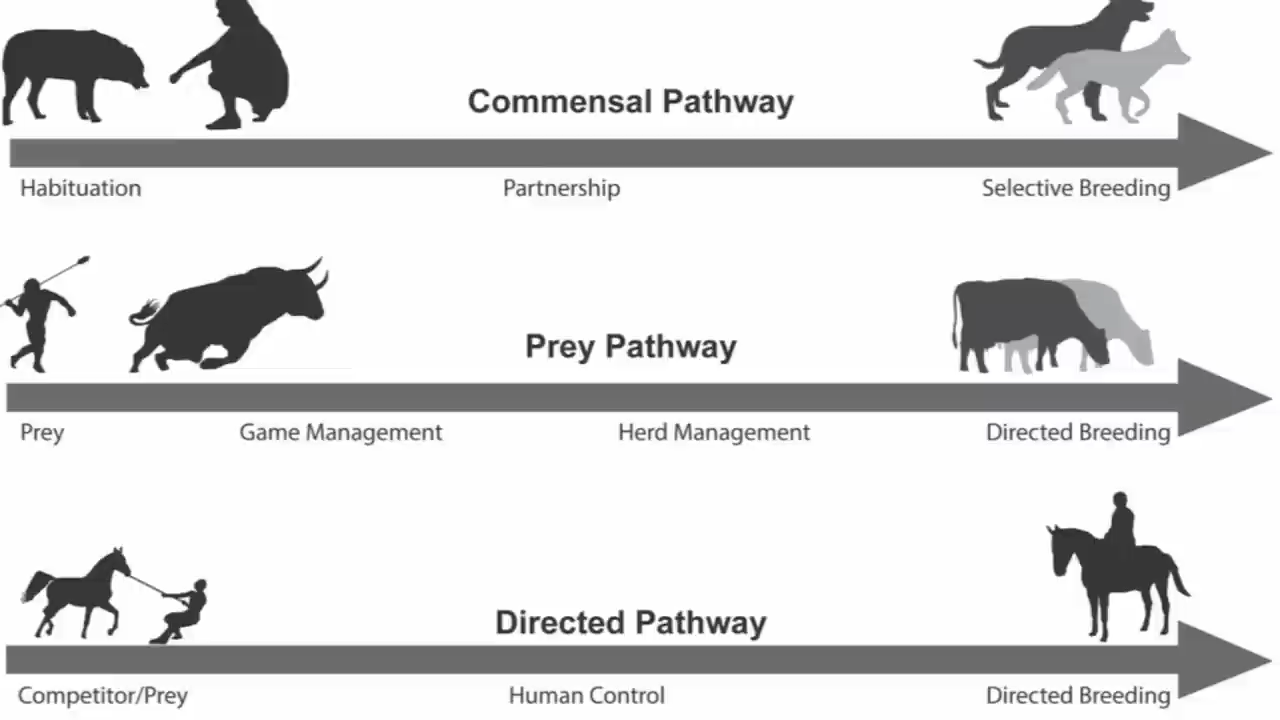 Commensal Pathway
Habituation Partnership Selective Breeding
Prey Pathway
Prey Game Management Herd Management Directed Breeding
Directed Pathway
Competitor/Prey Human Control Directed Breeding